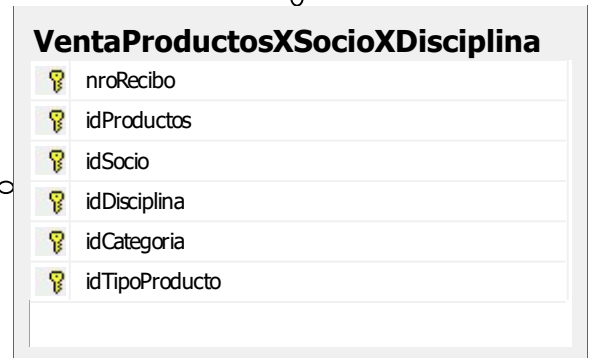 VentaProductosXSocioXDisciplina
nroRecibo
idProductos
idSocio
idDisciplina
idCategoria
idTipoProducto